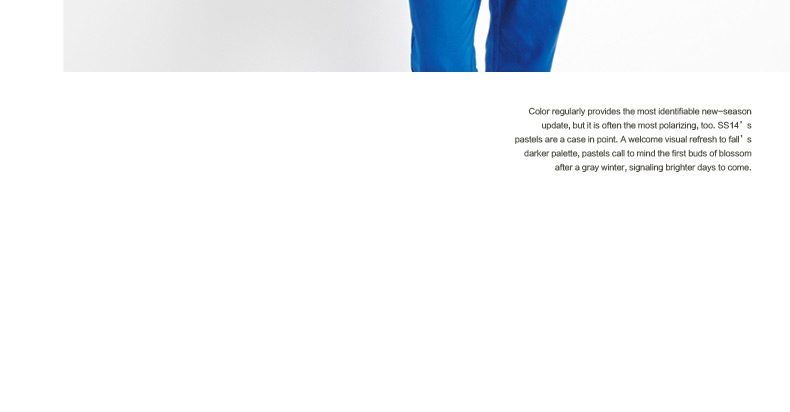 Color regularly provides the most identifiable new-season
update, but it is often the most polarizing, too. SS14's
pastels are a case in point. A welcome visual refresh to fall's
darker palette, pastels call to mind the first buds of blossom
after a gray winter, signaling brighter days to come.